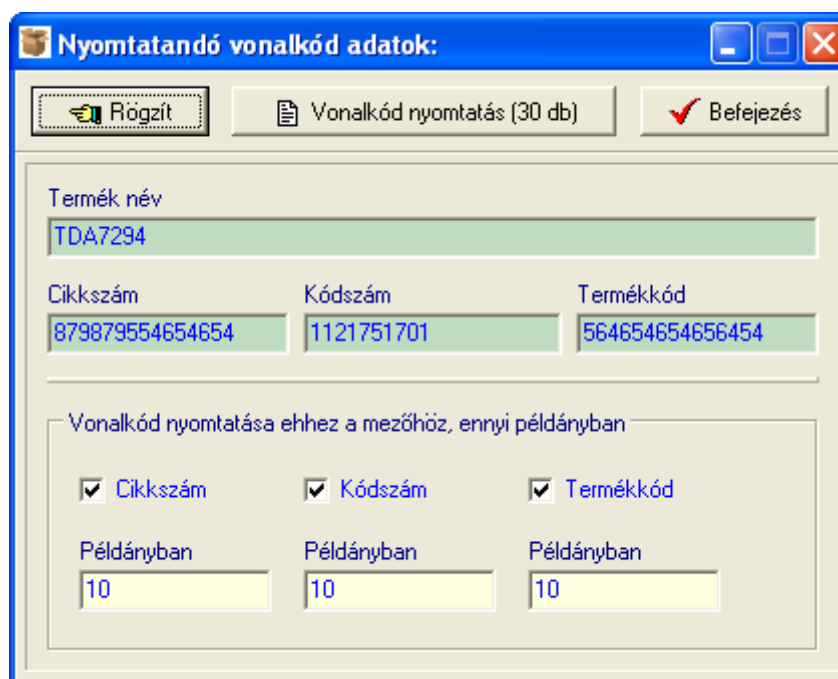 Nyomtatandó vonalkód adatok:
Rögzít Vonalkód nyomtatás (30 db) Befejezés
Termék név
TDA7294
Cikkszám Kódszám Termékkód
879879554654654 1121751701 564654654656454
Vonalkód nyomtatása ehhez a mezőhöz, ennyi példányban
Cikkszám Kódszám Termékkód
Példányban Példányban Példányban
10 10 10